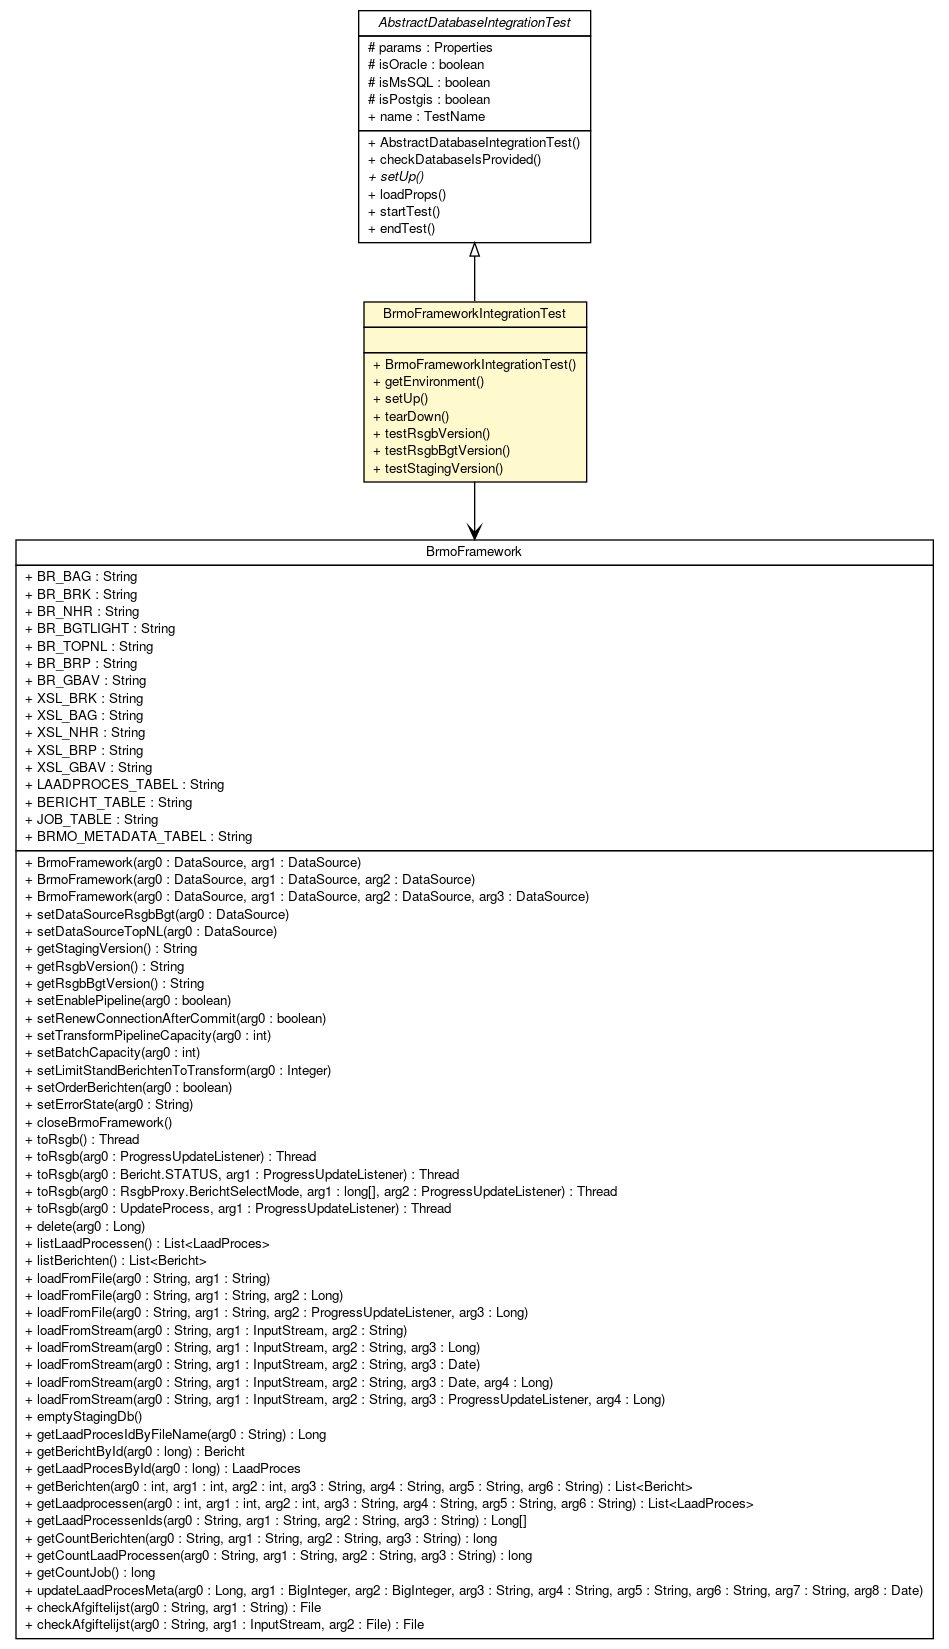 AbstractDatabaseIntegrationTest
# params : Properties
# isOracle : boolean
# isMsSQL : boolean
# isPostgis : boolean
+ name : TestName
+ AbstractDatabaseIntegrationTest()
+ checkDatabaseIsProvided()
+ setUp()
+ loadProps()
+ startTest()
+ endTest()
BrmoFrameworkIntegrationTest
+ BrmoFrameworkIntegrationTest()
+ getEnvironment()
+ setUp()
+ tearDown()
+ testRsgbVersion()
+ testRsgbBgtVersion()
+ testStagingVersion()
BrmoFramework
+ BR_BAG : String
+ BR_BRK : String
+ BR_NHR : String
+ BR_BGTLIGHT : String
+ BR_TOPNL : String
+ BR_BRP : String
+ BR_GBAV : String
+ XSL_BRK : String
+ XSL_BAG : String
+ XSL_NHR : String
+ XSL_BRP : String
+ XSL_GBAV : String
+ LAADPROCES_TABEL : String
+ BERICHT_TABLE : String
+ JOB_TABLE : String
+ BRMO_METADATA_TABEL : String
+ BrmoFramework(arg0 : DataSource, arg1 : DataSource)
+ BrmoFramework(arg0 : DataSource, arg1 : DataSource, arg2 : DataSource)
+ BrmoFramework(arg0 : DataSource, arg1 : DataSource, arg2 : DataSource, arg3 : DataSource)
+ setDataSourceRsgbBgt(arg0 : DataSource)
+ setDataSourceTopNL(arg0 : DataSource)
+ getStagingVersion() : String
+ getRsgbVersion() : String
+ getRsgbBgtVersion() : String
+ setEnablePipeline(arg0 : boolean)
+ setRenewConnectionAfterCommit(arg0 : boolean)
+ setTransformPipelineCapacity(arg0 : int)
+ setBatchCapacity(arg0 : int)
+ setLimitStandBerichtenToTransform(arg0 : Integer)
+ setOrderBerichten(arg0 : boolean)
+ setErrorState(arg0 : String)
+ closeBrmoFramework()
+ toRsgb() : Thread
+ toRsgb(arg0 : ProgressUpdateListener) : Thread
+ toRsgb(arg0 : Bericht.STATUS, arg1 : ProgressUpdateListener) : Thread
+ toRsgb(arg0 : RsgbProxy.BerichtSelectMode, arg1 : long[], arg2 : ProgressUpdateListener) : Thread
+ toRsgb(arg0 : UpdateProcess, arg1 : ProgressUpdateListener) : Thread
+ delete(arg0 : Long)
+ listLaadProcessen() : List<LaadProces>
+ listBerichten() : List<Bericht>
+ loadFromFile(arg0 : String, arg1 : String)
+ loadFromFile(arg0 : String, arg1 : String, arg2 : Long)
+ loadFromFile(arg0 : String, arg1 : String, arg2 : ProgressUpdateListener, arg3 : Long)
+ loadFromStream(arg0 : String, arg1 : InputStream, arg2 : String)
+ loadFromStream(arg0 : String, arg1 : InputStream, arg2 : String, arg3 : Long)
+ loadFromStream(arg0 : String, arg1 : InputStream, arg2 : String, arg3 : Date)
+ loadFromStream(arg0 : String, arg1 : InputStream, arg2 : String, arg3 : Date, arg4 : Long)
+ loadFromStream(arg0 : String, arg1 : InputStream, arg2 : String, arg3 : ProgressUpdateListener, arg4 : Long)
+ emptyStagingDb()
+ getLaadProcesIdByFileName(arg0 : String) : Long
+ getBerichtById(arg0 : long) : Bericht
+ getLaadProcesById(arg0 : long) : LaadProces
+ getBerichten(arg0 : int, arg1 : int, arg2 : int, arg3 : String, arg4 : String, arg5 : String, arg6 : String) : List<Bericht>
+ getLaadprocessen(arg0 : int, arg1 : int, arg2 : int, arg3 : String, arg4 : String, arg5 : String, arg6 : String) : List<LaadProces>
+ getLaadProcessenIds(arg0 : String, arg1 : String, arg2 : String, arg3 : String) : Long[]
+ getCountBerichten(arg0 : String, arg1 : String, arg2 : String, arg3 : String) : long
+ getCountLaadProcessen(arg0 : String, arg1 : String, arg2 : String, arg3 : String) : long
+ getCountJob() : long
+ updateLaadProcesMeta(arg0 : Long, arg1 : BigInteger, arg2 : BigInteger, arg3 : String, arg4 : String, arg5 : String, arg6 : String, arg7 : String, arg8 : Date)
+ checkAfgiftelijst(arg0 : String, arg1 : String) : File
+ checkAfgiftelijst(arg0 : String, arg1 : InputStream, arg2 : File) : File